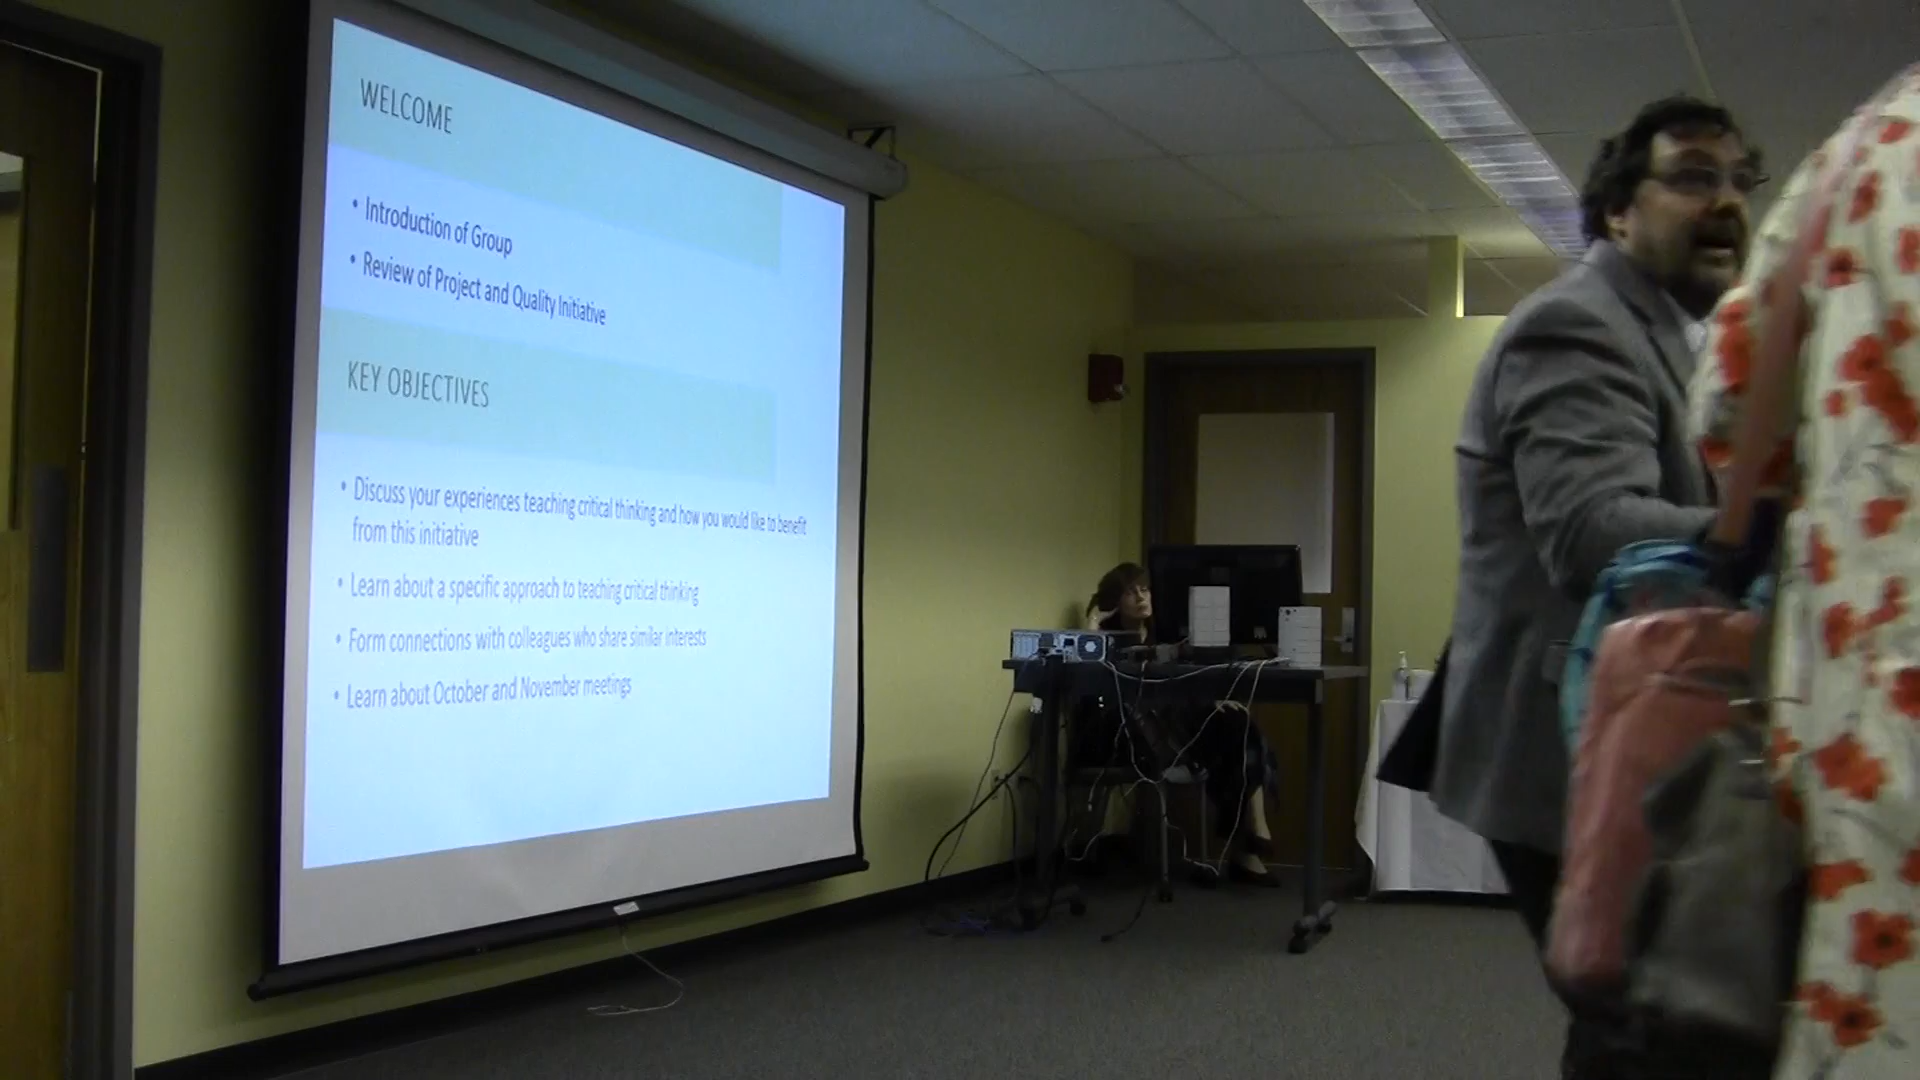 WELCOME
• Introduction of Group
• Review of Project and Quality Initiative
KEY OBJECTIVES
• Discuss your experiences teaching critical thinking and how you would like to benefit
from this initiative
• Learn about a specific approach to teaching critical thinking
• Form connections with colleagues who share similar interests
• Learn about October and November meetings